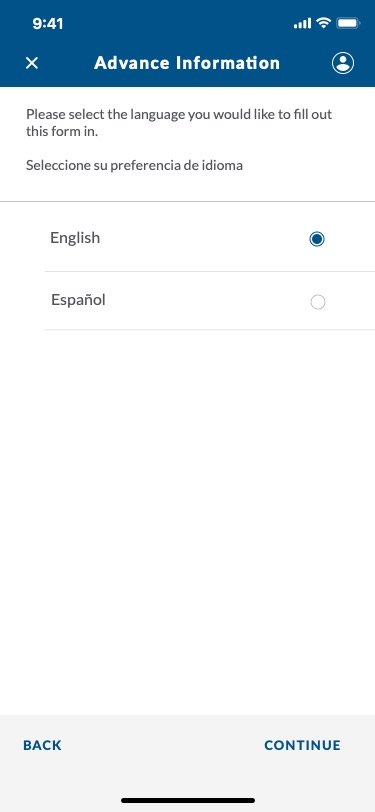 9:41
Advance Information
Please select the language you would like to fill out
this form in.
Seleccione su preferencia de idioma
English
Español
BACK
CONTINUE